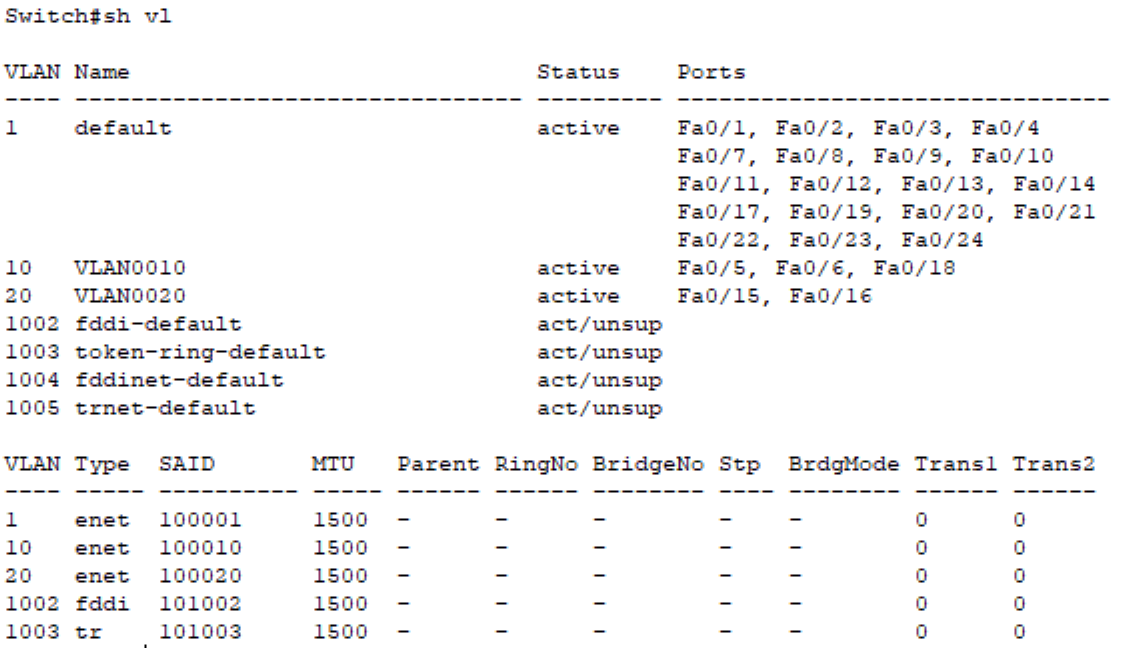 Switch#sh vl
VLAN Name                             Status    Ports
---- -------------------------------- --------- -------------------------------
1    default                          active    Fa0/1, Fa0/2, Fa0/3, Fa0/4
                                                Fa0/7, Fa0/8, Fa0/9, Fa0/10
                                                Fa0/11, Fa0/12, Fa0/13, Fa0/14
                                                Fa0/17, Fa0/19, Fa0/20, Fa0/21
                                                Fa0/22, Fa0/23, Fa0/24
10   VLAN0010                         active    Fa0/5, Fa0/6, Fa0/18
20   VLAN0020                         active    Fa0/15, Fa0/16
1002 fddi-default                     act/unsup
1003 token-ring-default               act/unsup
1004 fddinet-default                  act/unsup
1005 trnet-default                    act/unsup
VLAN Type  SAID       MTU   Parent RingNo BridgeNo Stp  BrdgMode Trans1 Trans2
---- ----- ---------- ----- ------ ------ -------- ---- -------- ------ ------
1    enet  100001     1500  -      -      -        -    -        0      0
10   enet  100010     1500  -      -      -        -    -        0      0
20   enet  100020     1500  -      -      -        -    -        0      0
1002 fddi  101002     1500  -      -      -        -    -        0      0
1003 tr    101003     1500  -      -      -        -    -        0      0